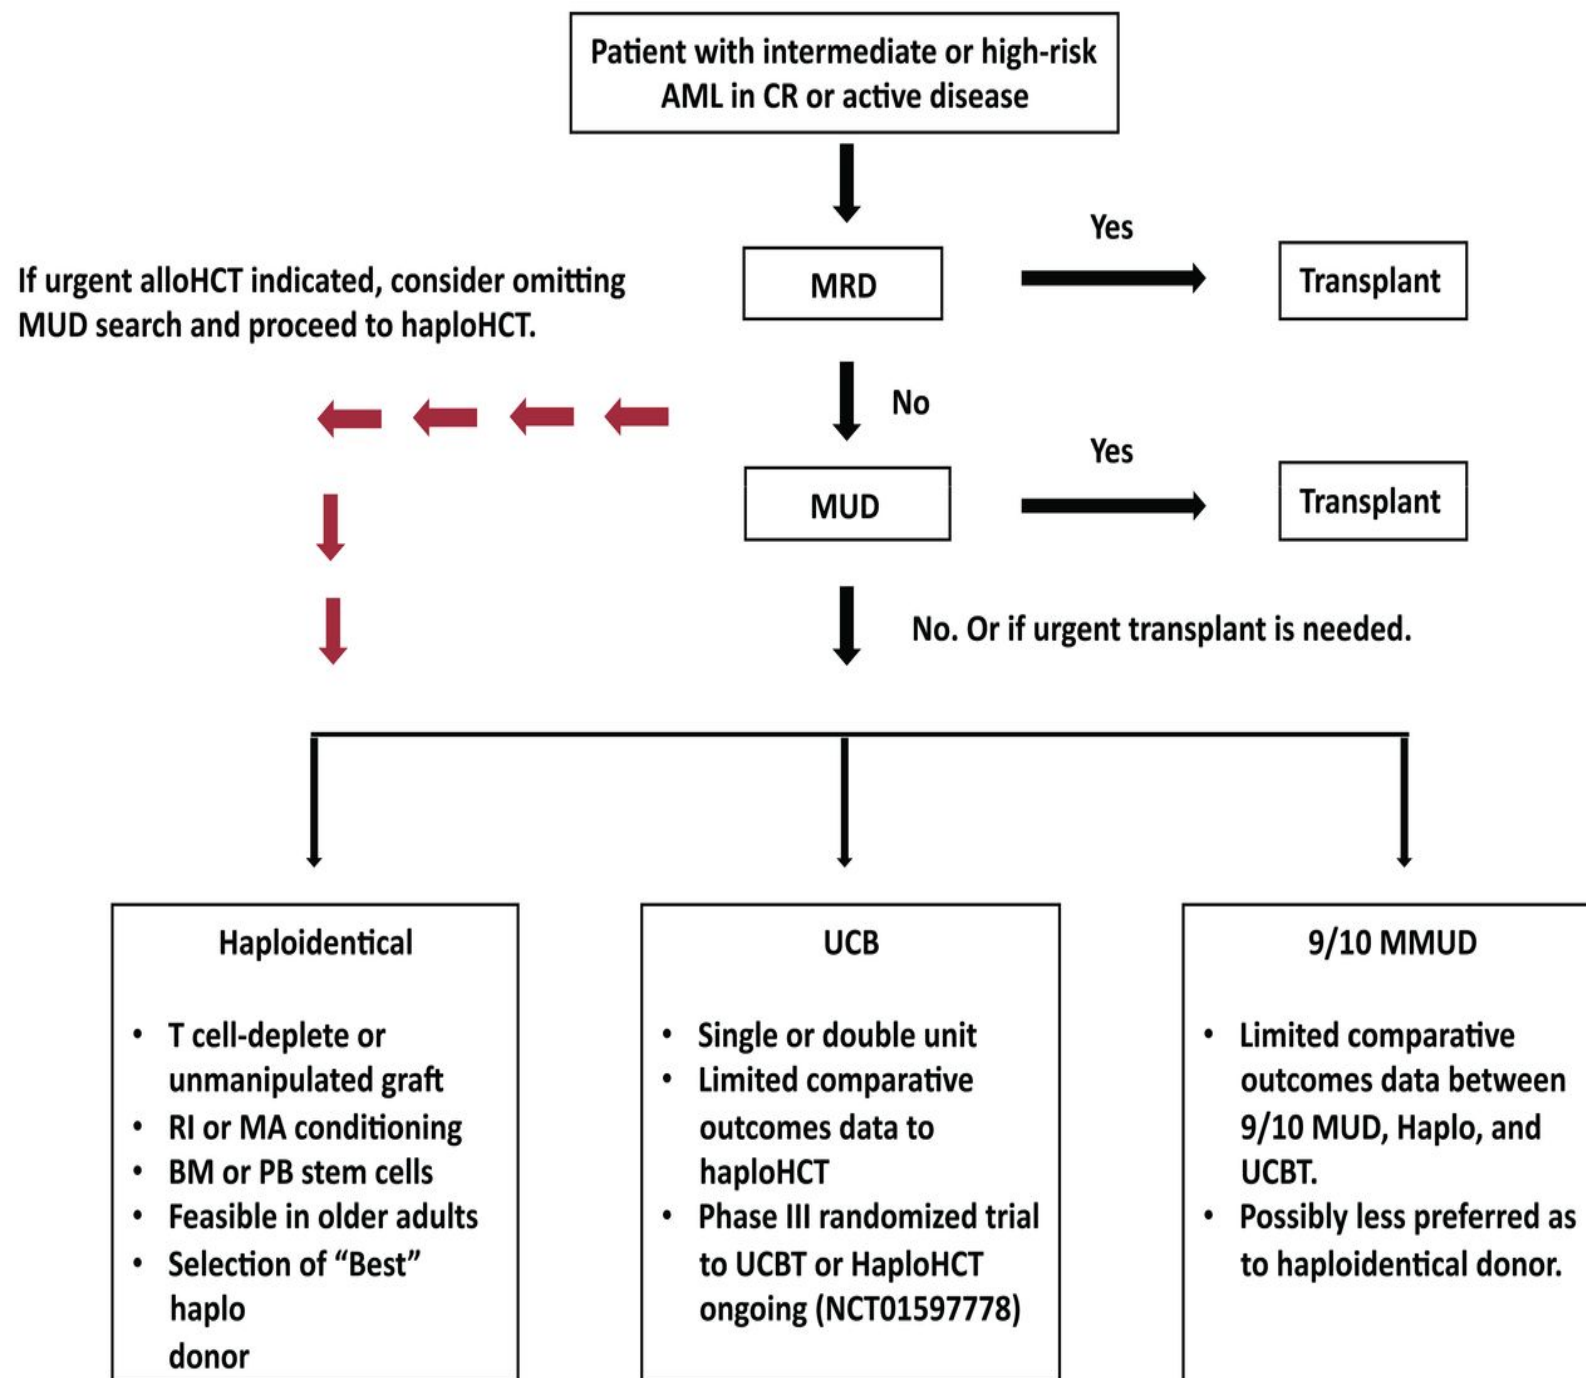 Patient with intermediate or high-risk
AML in CR or active disease
Yes
If urgent alloHCT indicated, consider omitting
MUD search and proceed to haploHCT.
MRD
Transplant
No
Yes
MUD
Transplant
No. Or if urgent transplant is needed.
Haploidentical
• T cell-deplete or
unmanipulated graft
• RI or MA conditioning
• BM or PB stem cells
• Feasible in older adults
• Selection of “Best”
haplo
donor
UCB
• Single or double unit
• Limited comparative
outcomes data to
haploHCT
• Phase III randomized trial
to UCBT or HaploHCT
ongoing (NCT01597778)
9/10 MMUD
• Limited comparative
outcomes data between
9/10 MUD, Haplo, and
UCBT.
• Possibly less preferred as
to haploidentical donor.